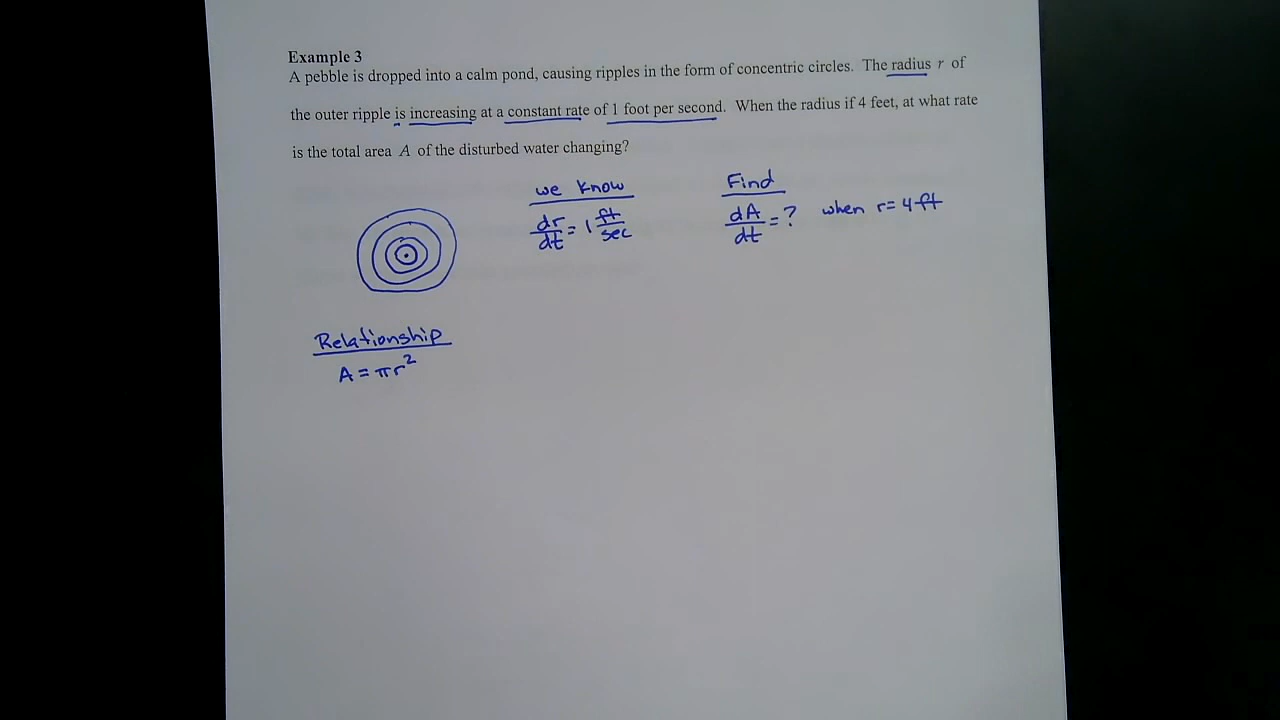 Example 3
A pebble is dropped into a calm pond, causing ripples in the form of concentric circles. The radius r of
the outer ripple is increasing at a constant rate of 1 foot per second. When the radius if 4 feet, at what rate
is the total area A of the disturbed water changing?
we know
dr/dt = 1 ft/sec
Find
dA/dt = ? when r = 4 ft
Relationship
A = πr²